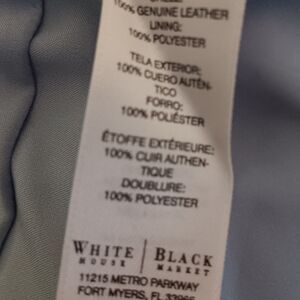 100% GENUINE LEATHER
LINING:
100% POLYESTER
TELA EXTERIOR:
100% CUERO AUTÉN-
TICO
FORRO:
100% POLIÉSTER
ÉTOFFE EXTÉRIEURE:
100% CUIR AUTHEN-
TIQUE
DOUBLURE:
100% POLYESTER
WHITE | BLACK
HOUSE | MARKET
11215 METRO PARKWAY
FORT MYERS, FL